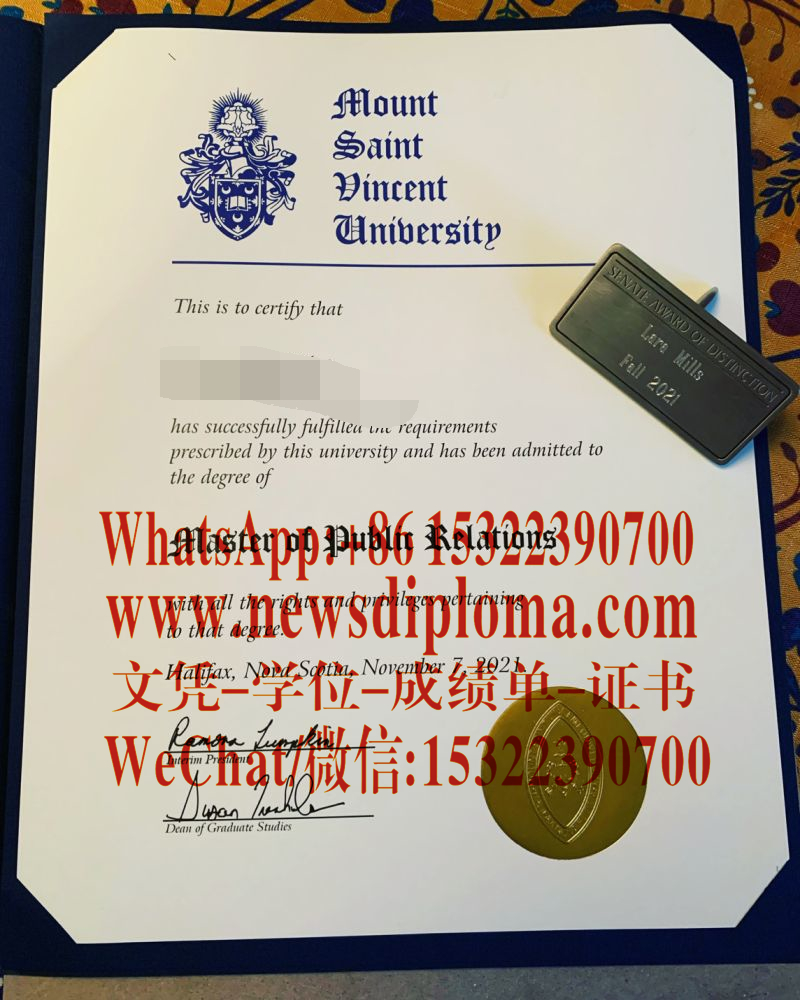 Mount
Saint
Vincent
University
This is to certify that
has successfully fulfilled the requirements
prescribed by this university and has been admitted to
the degree of
Master of Public Relations
WhatsApp:+86 15322390700
with all the rights and privileges pertaining
www.newsdiploma.com
to that degree.
Halifax, Nova Scotia, November 7, 2021
文凭-学位-成绩单-证书
Ramona Lumpkin
Interim President
WeChat/微信:15322390700
Susan
Dean of Graduate Studies
SENATE AWARD OF DISTINCTION
Lara Mills
Fall 2021